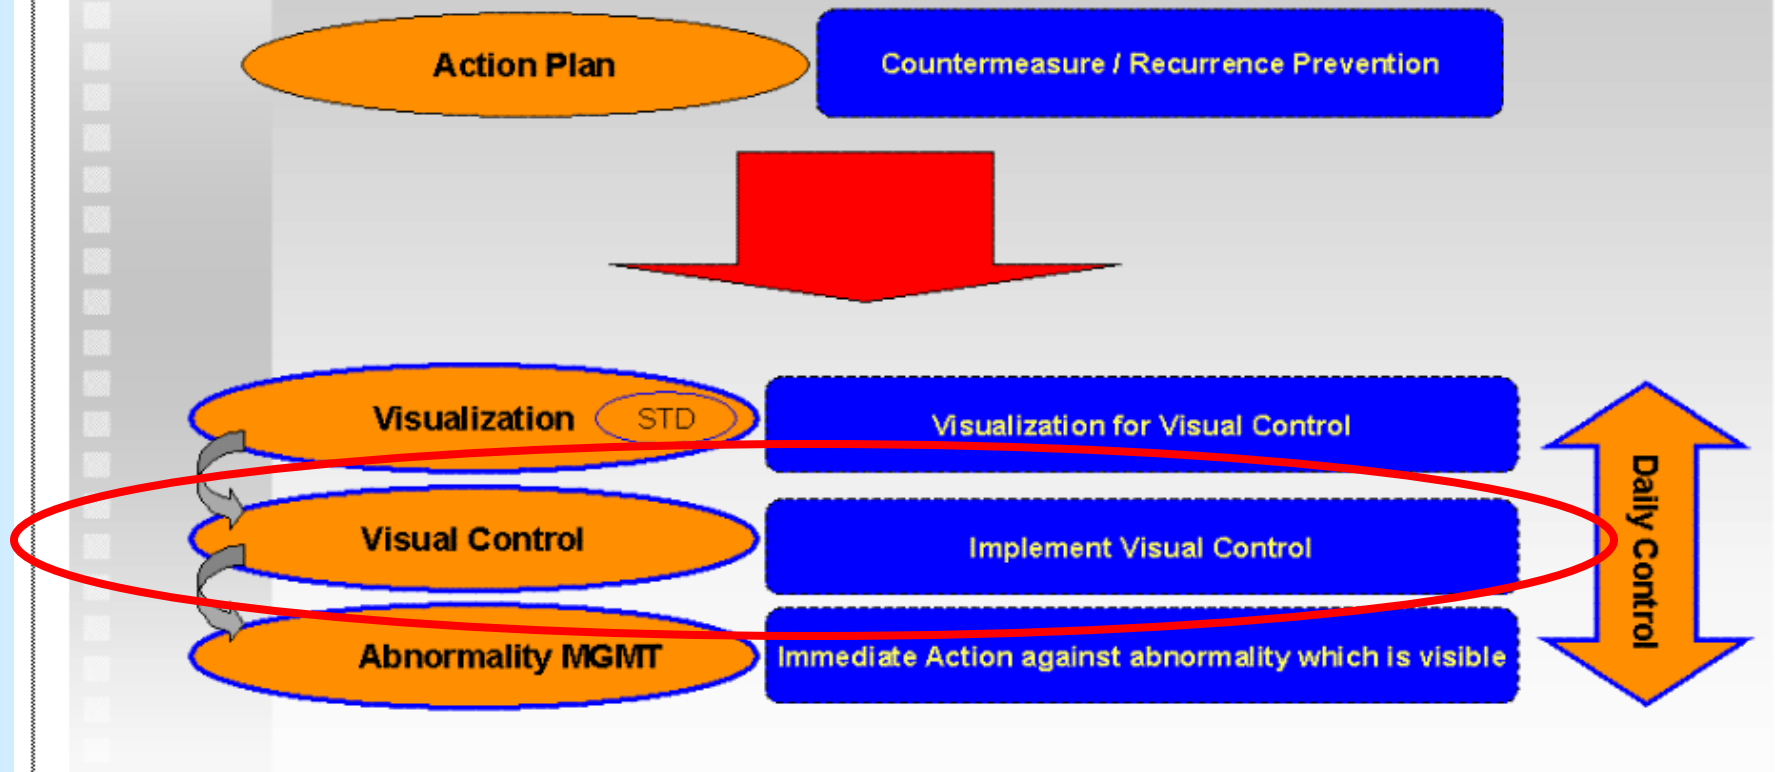 Action Plan
Countermeasure / Recurrence Prevention
Visualization STD
Visualization for Visual Control
Visual Control
Implement Visual Control
Abnormality MGMT
Immediate Action against abnormality which is visible
Daily Control